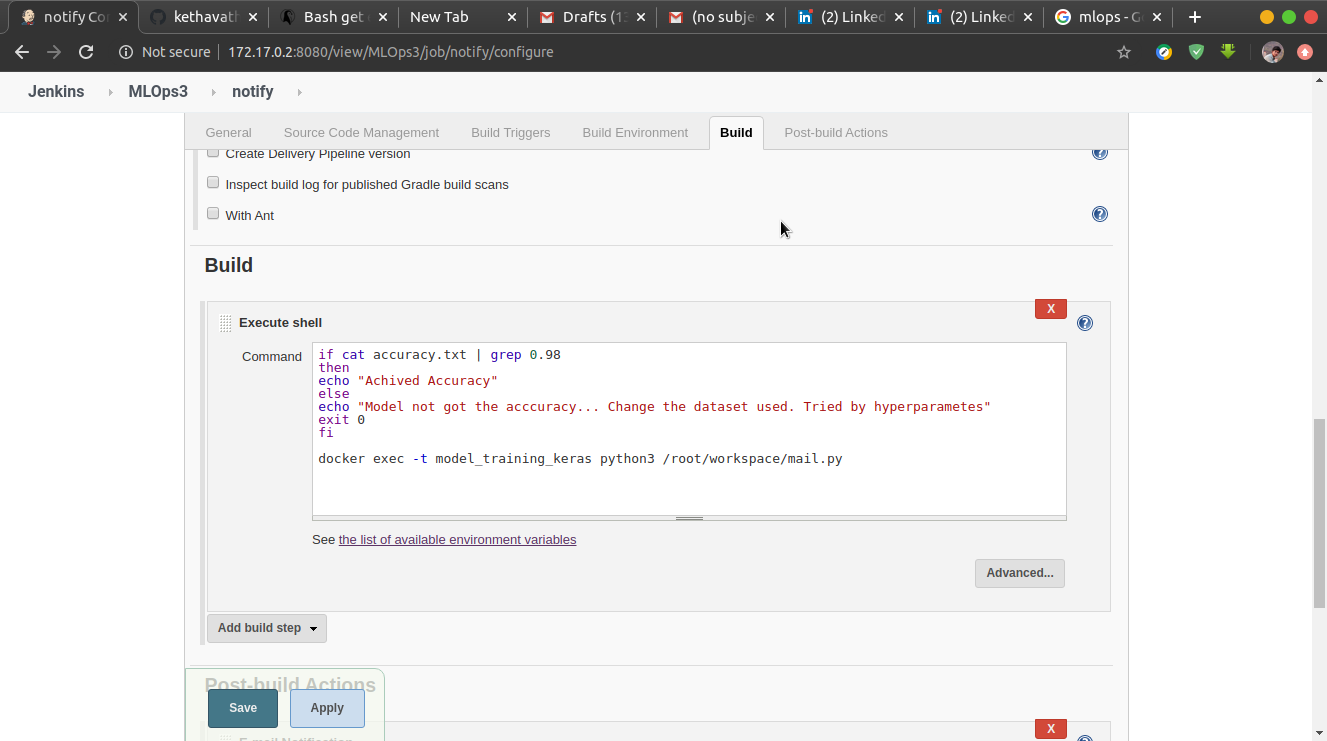 notify Con
kethavath
Bash get
New Tab
Drafts (13
(no subje
(2) Linked
(2) Linked
mlops - G
Not secure 172.17.0.2:8080/view/MLOps3/job/notify/configure
Jenkins MLOps3 notify
General Source Code Management Build Triggers Build Environment Build Post-build Actions
Create Delivery Pipeline version
Inspect build log for published Gradle build scans
With Ant
Build
X
Execute shell
Command
if cat accuracy.txt | grep 0.98
then
echo "Achived Accuracy"
else
echo "Model not got the acccuracy... Change the dataset used. Tried by hyperparametes"
exit 0
fi
docker exec -t model_training_keras python3 /root/workspace/mail.py
See the list of available environment variables
Advanced...
Add build step
Post-build Actions
Save Apply
X
E-mail Notification